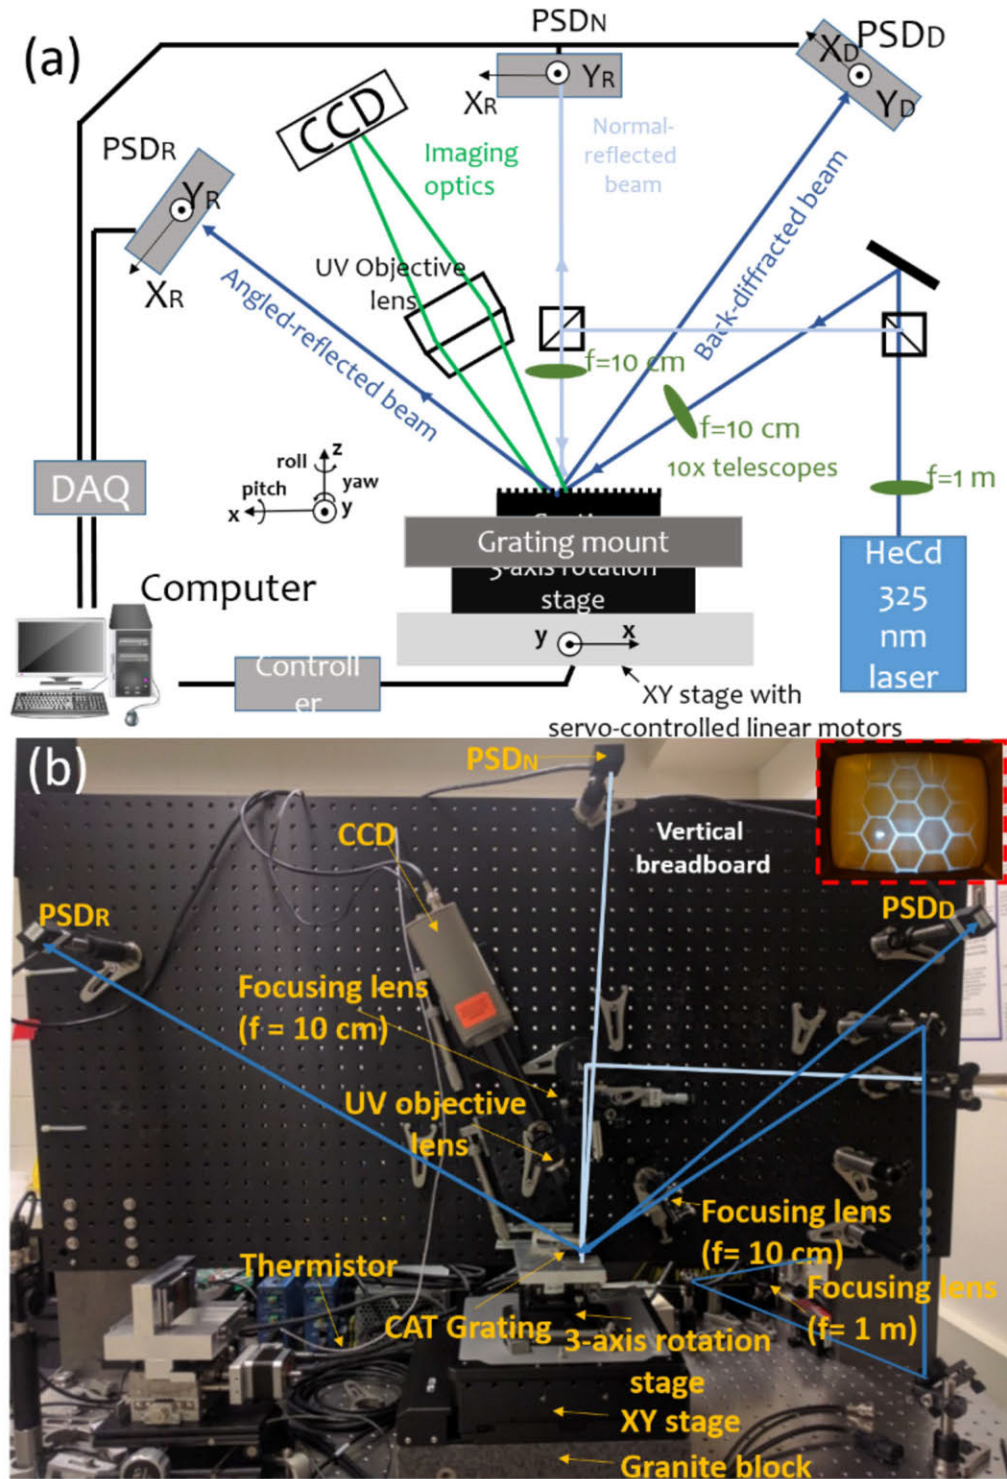 (a)
PSDN
PSDD
XD
YD
XR
YR
CCD
Imaging
optics
Normal-
reflected
beam
PSDR
YR
XR
UV Objective
lens
Angled-reflected beam
Back-diffracted beam
f=10 cm
f=10 cm
10x telescopes
f=1 m
DAQ
roll
z
yaw
pitch
x
y
Grating mount
3-axis rotation
stage
HeCd
325
nm
laser
Computer
Controll
er
y
x
XY stage with
servo-controlled linear motors
(b)
PSDN
CCD
Vertical
breadboard
PSDR
PSDD
Focusing lens
(f = 10 cm)
UV objective
lens
Focusing lens
(f= 10 cm)
Thermistor
Focusing lens
(f= 1 m)
CAT Grating
3-axis rotation
stage
XY stage
Granite block